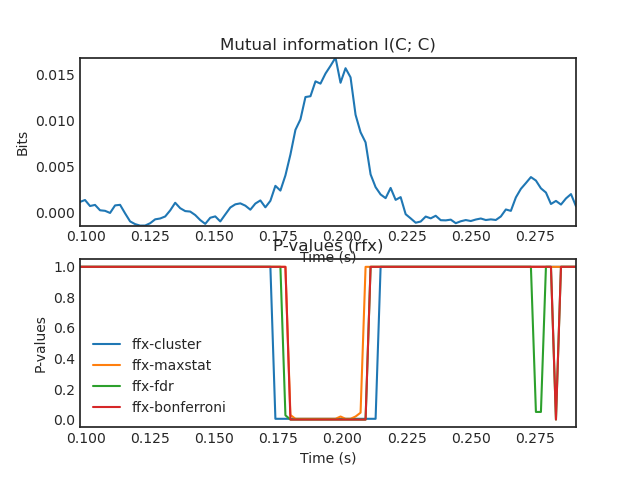 Mutual information I(C; C)
Bits
0.015
0.010
0.005
0.000
0.100 0.125 0.150 0.175 0.200 0.225 0.250 0.275
Time (s)
P-values (rfx)
P-values
1.0
0.8
0.6
0.4
0.2
0.0
ffx-cluster
ffx-maxstat
ffx-fdr
ffx-bonferroni
0.100 0.125 0.150 0.175 0.200 0.225 0.250 0.275
Time (s)